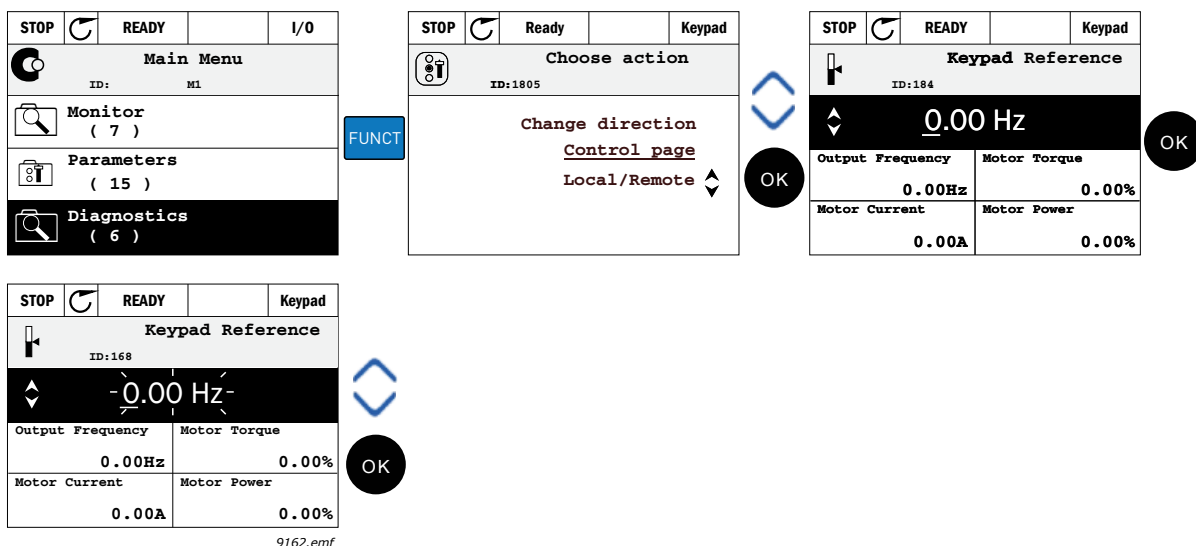 STOP READY I/O
Main Menu
ID: M1
Monitor
( 7 )
Parameters
( 15 )
Diagnostics
( 6 )
FUNCT
STOP Ready Keypad
Choose action
ID:1805
Change direction
Control page
Local/Remote
OK
STOP READY Keypad
Keypad Reference
ID:184
0.00 Hz
Output Frequency Motor Torque
0.00Hz 0.00%
Motor Current Motor Power
0.00A 0.00%
OK
STOP READY Keypad
Keypad Reference
ID:168
0.00 Hz
Output Frequency Motor Torque
0.00Hz 0.00%
Motor Current Motor Power
0.00A 0.00%
OK
9162.emf